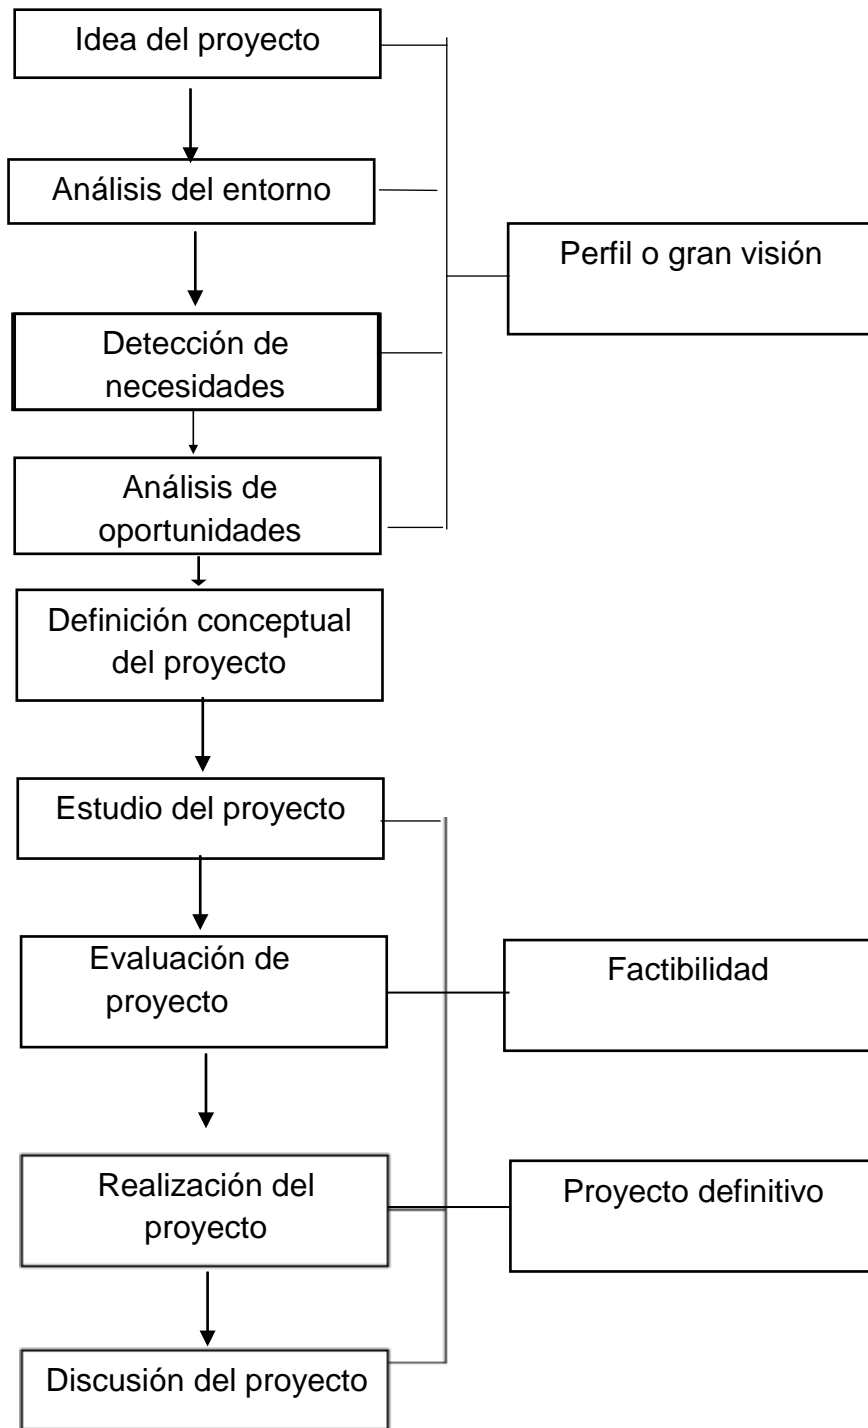 Idea del proyecto
Análisis del entorno
Perfil o gran visión
Detección de
necesidades
Análisis de
oportunidades
Definición conceptual
del proyecto
Estudio del proyecto
Evaluación de
proyecto
Factibilidad
Realización del
proyecto
Proyecto definitivo
Discusión del proyecto